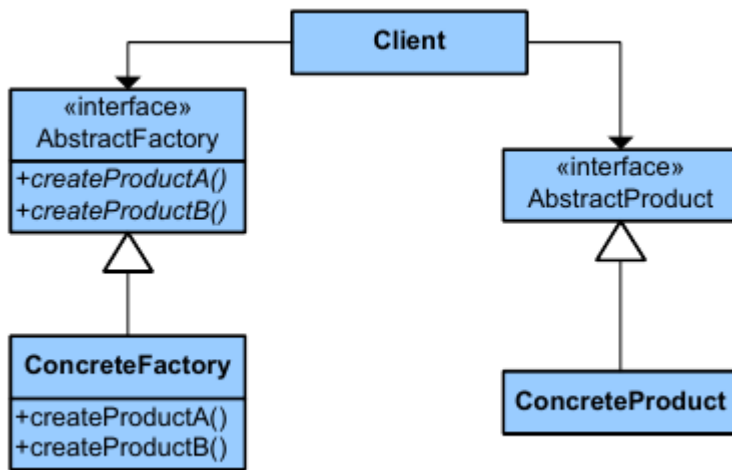 Client
«interface»
AbstractFactory
+createProductA()
+createProductB()
«interface»
AbstractProduct
ConcreteFactory
+createProductA()
+createProductB()
ConcreteProduct